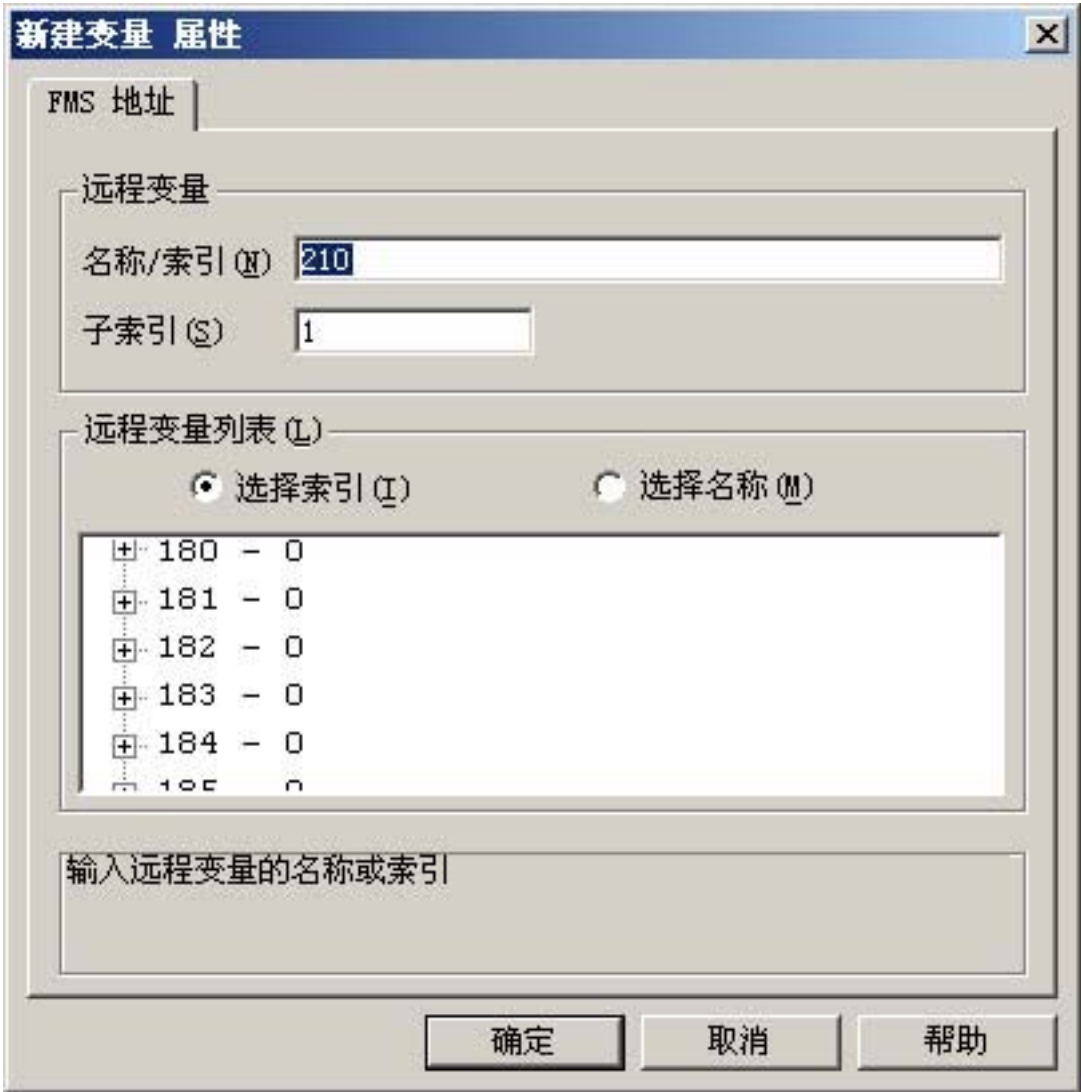 新建变量 属性
FMS 地址
远程变量
名称/索引(N) 210
子索引(S) 1
远程变量列表(L)
选择索引(I) 选择名称(M)
180 - 0
181 - 0
182 - 0
183 - 0
184 - 0
185 - 0
输入远程变量的名称或索引
确定 取消 帮助